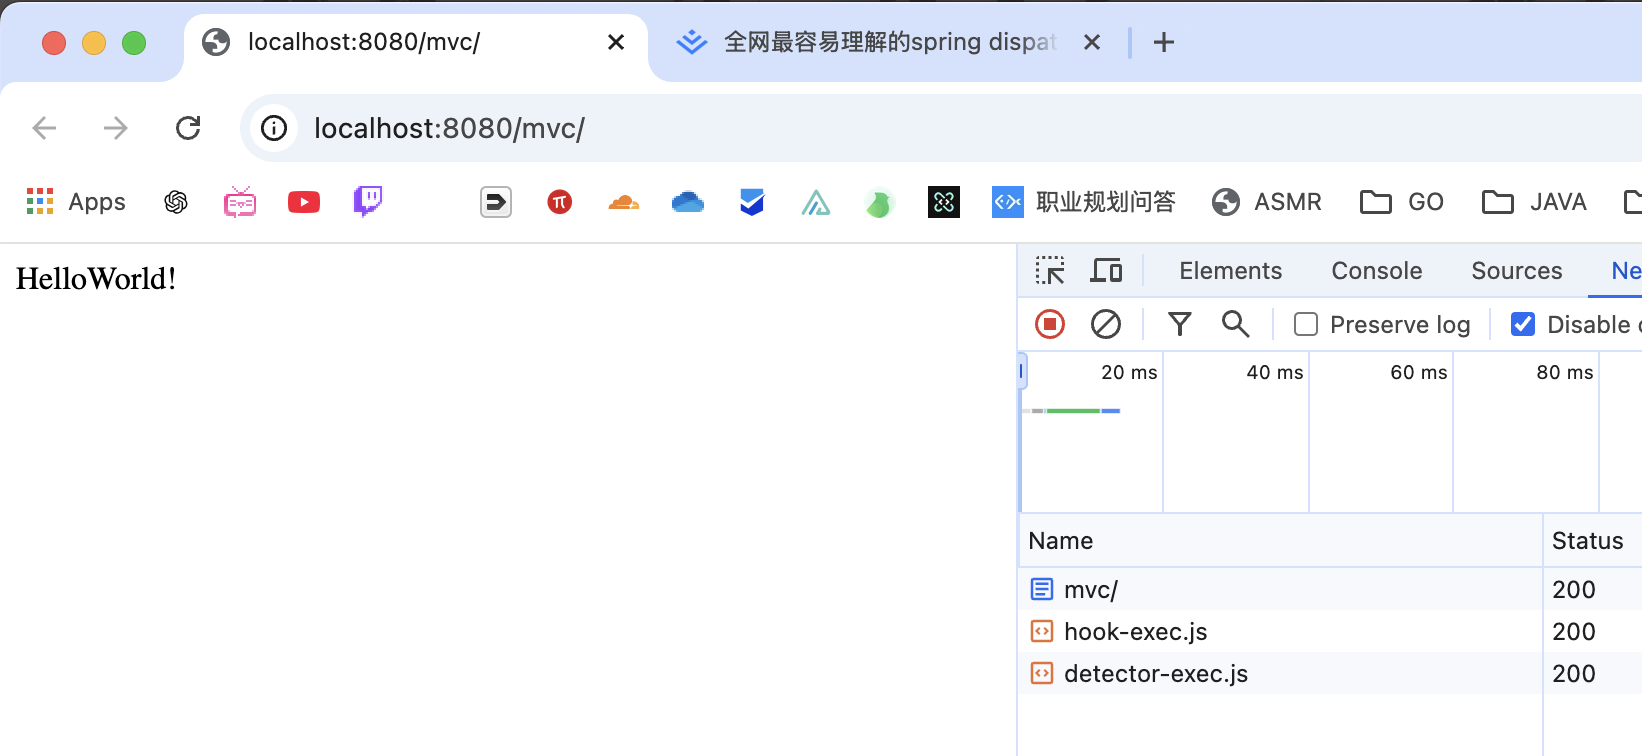 localhost:8080/mvc/
全网最容易理解的spring dispat
localhost:8080/mvc/
Apps
职业规划问答
ASMR
GO
JAVA
HelloWorld!
Elements
Console
Sources
Ne
Preserve log
Disable c
20 ms
40 ms
60 ms
80 ms
Name
Status
mvc/
200
hook-exec.js
200
detector-exec.js
200